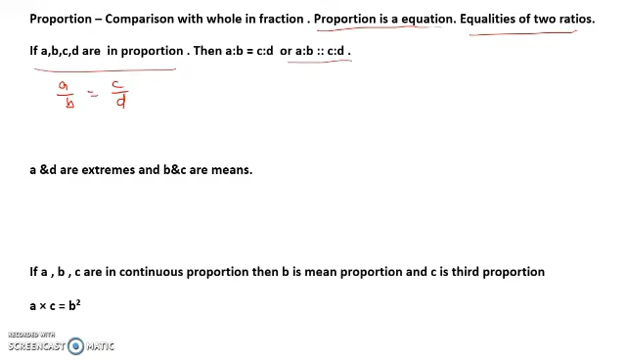 Proportion – Comparison with whole in fraction . Proportion is a equation. Equalities of two ratios.
If a,b,c,d are in proportion . Then a:b = c:d or a:b :: c:d .
a/b = c/d
a &d are extremes and b&c are means.
If a , b , c are in continuous proportion then b is mean proportion and c is third proportion
a × c = b²
RECORDED WITH
SCREENCAST MATIC